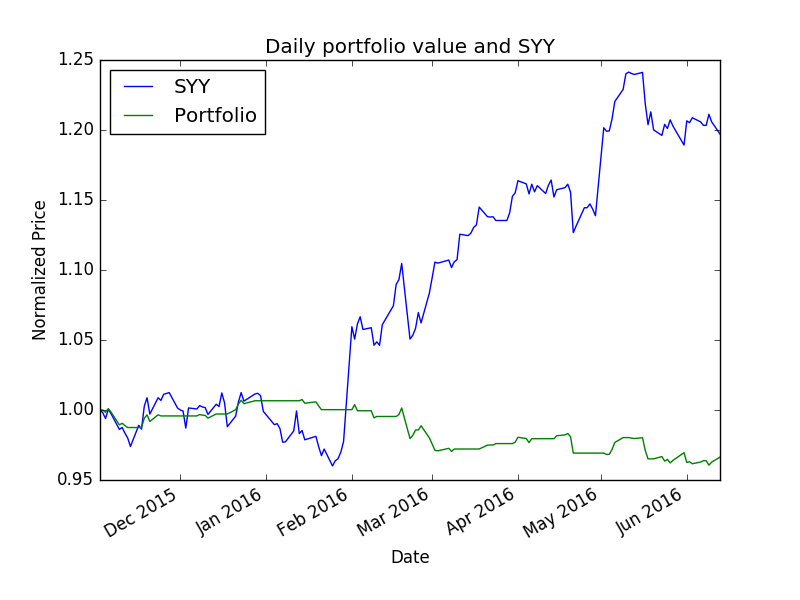 Daily portfolio value and SYY
SYY
Portfolio
1.25
1.20
1.15
1.10
1.05
1.00
0.95
Normalized Price
Dec 2015
Jan 2016
Feb 2016
Mar 2016
Apr 2016
May 2016
Jun 2016
Date